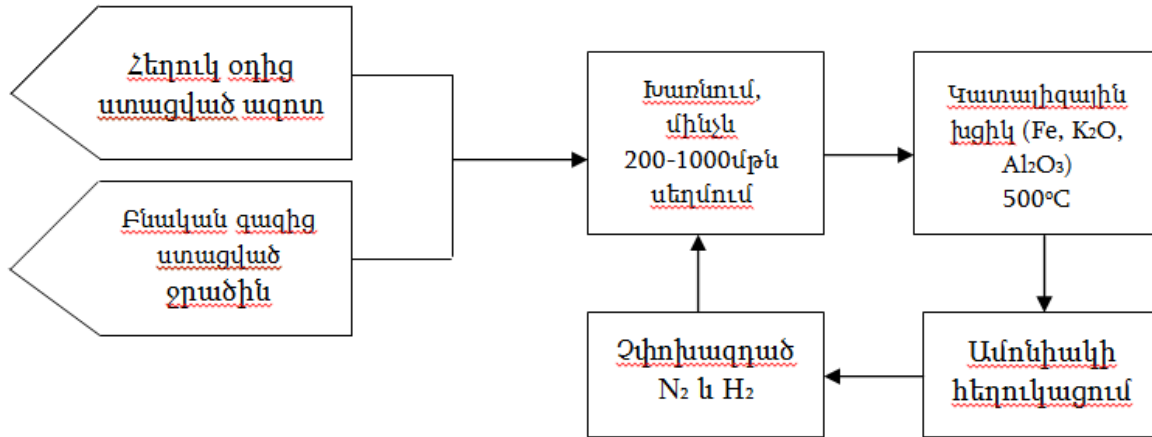 Հեղուկ օդից
ստացված ազոտ
Բնական գազից
ստացված
ջրածին
Խառնում,
մինչև
200-1000մթն
սեղմում
Կատալիզային
խցիկ (Fe, K₂O,
Al₂O₃)
500°C
Ամոնիակի
հեղուկացում
Չփոխազդած
N₂ և H₂